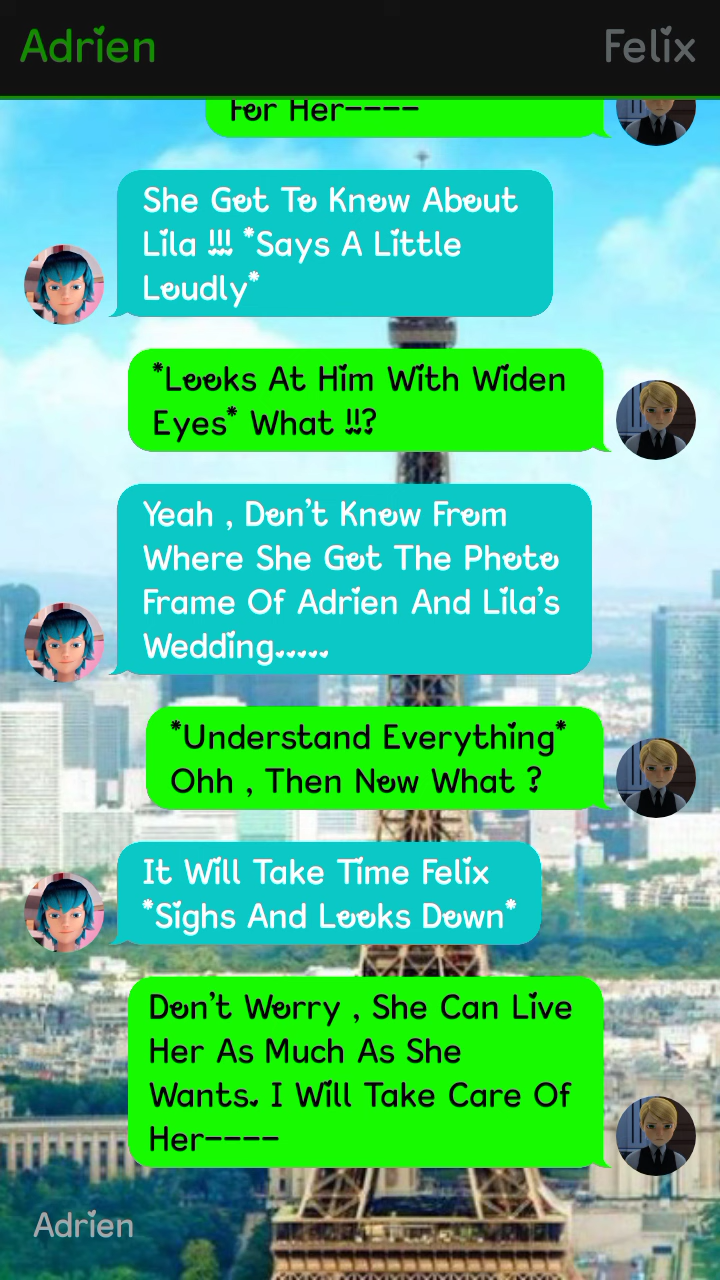 Adrien
Felix
For Her----
She Got To Know About
Lila !!! *Says A Little
Loudly*
*Looks At Him With Widen
Eyes* What !!?
Yeah , Don't Know From
Where She Got The Photo
Frame Of Adrien And Lila's
Wedding.....
*Understand Everything*
Ohh , Then Now What ?
It Will Take Time Felix
*Sighs And Looks Down*
Don't Worry , She Can Live
Her As Much As She
Wants. I Will Take Care Of
Her----
Adrien